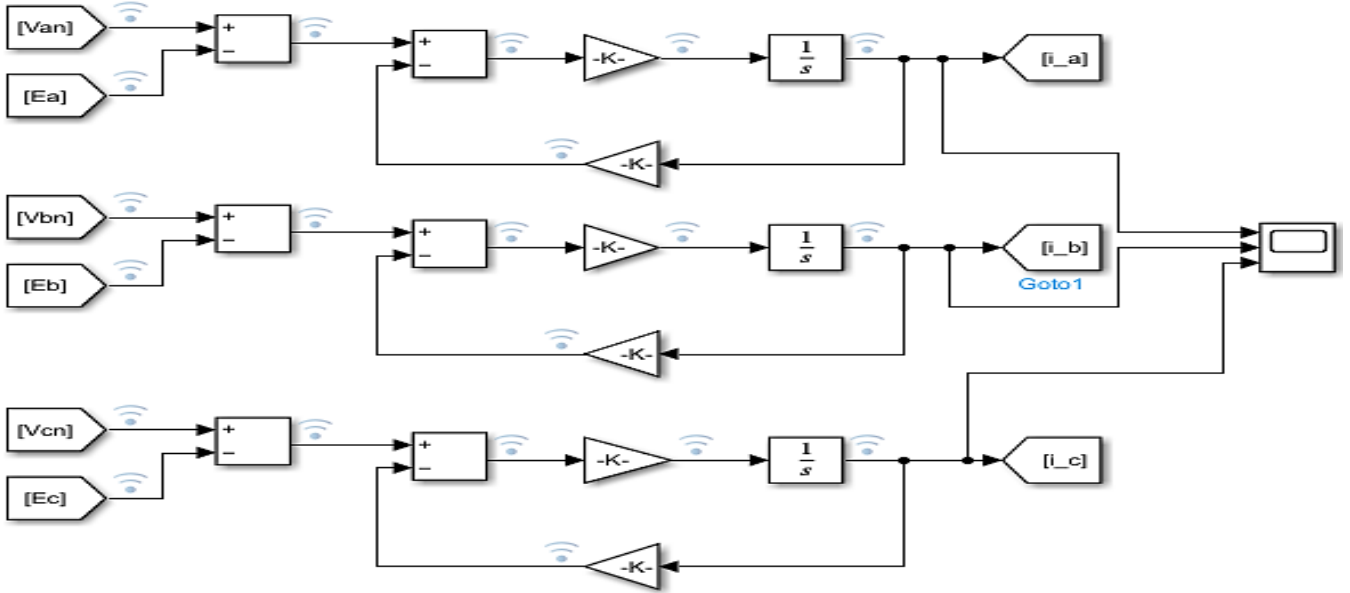 [Van]
+
−
[Ea]
+
−
-K-
1
s
[i_a]
-K-
[Vbn]
+
−
[Eb]
+
−
-K-
1
s
[i_b]
Goto1
-K-
[Vcn]
+
−
[Ec]
+
−
-K-
1
s
[i_c]
-K-